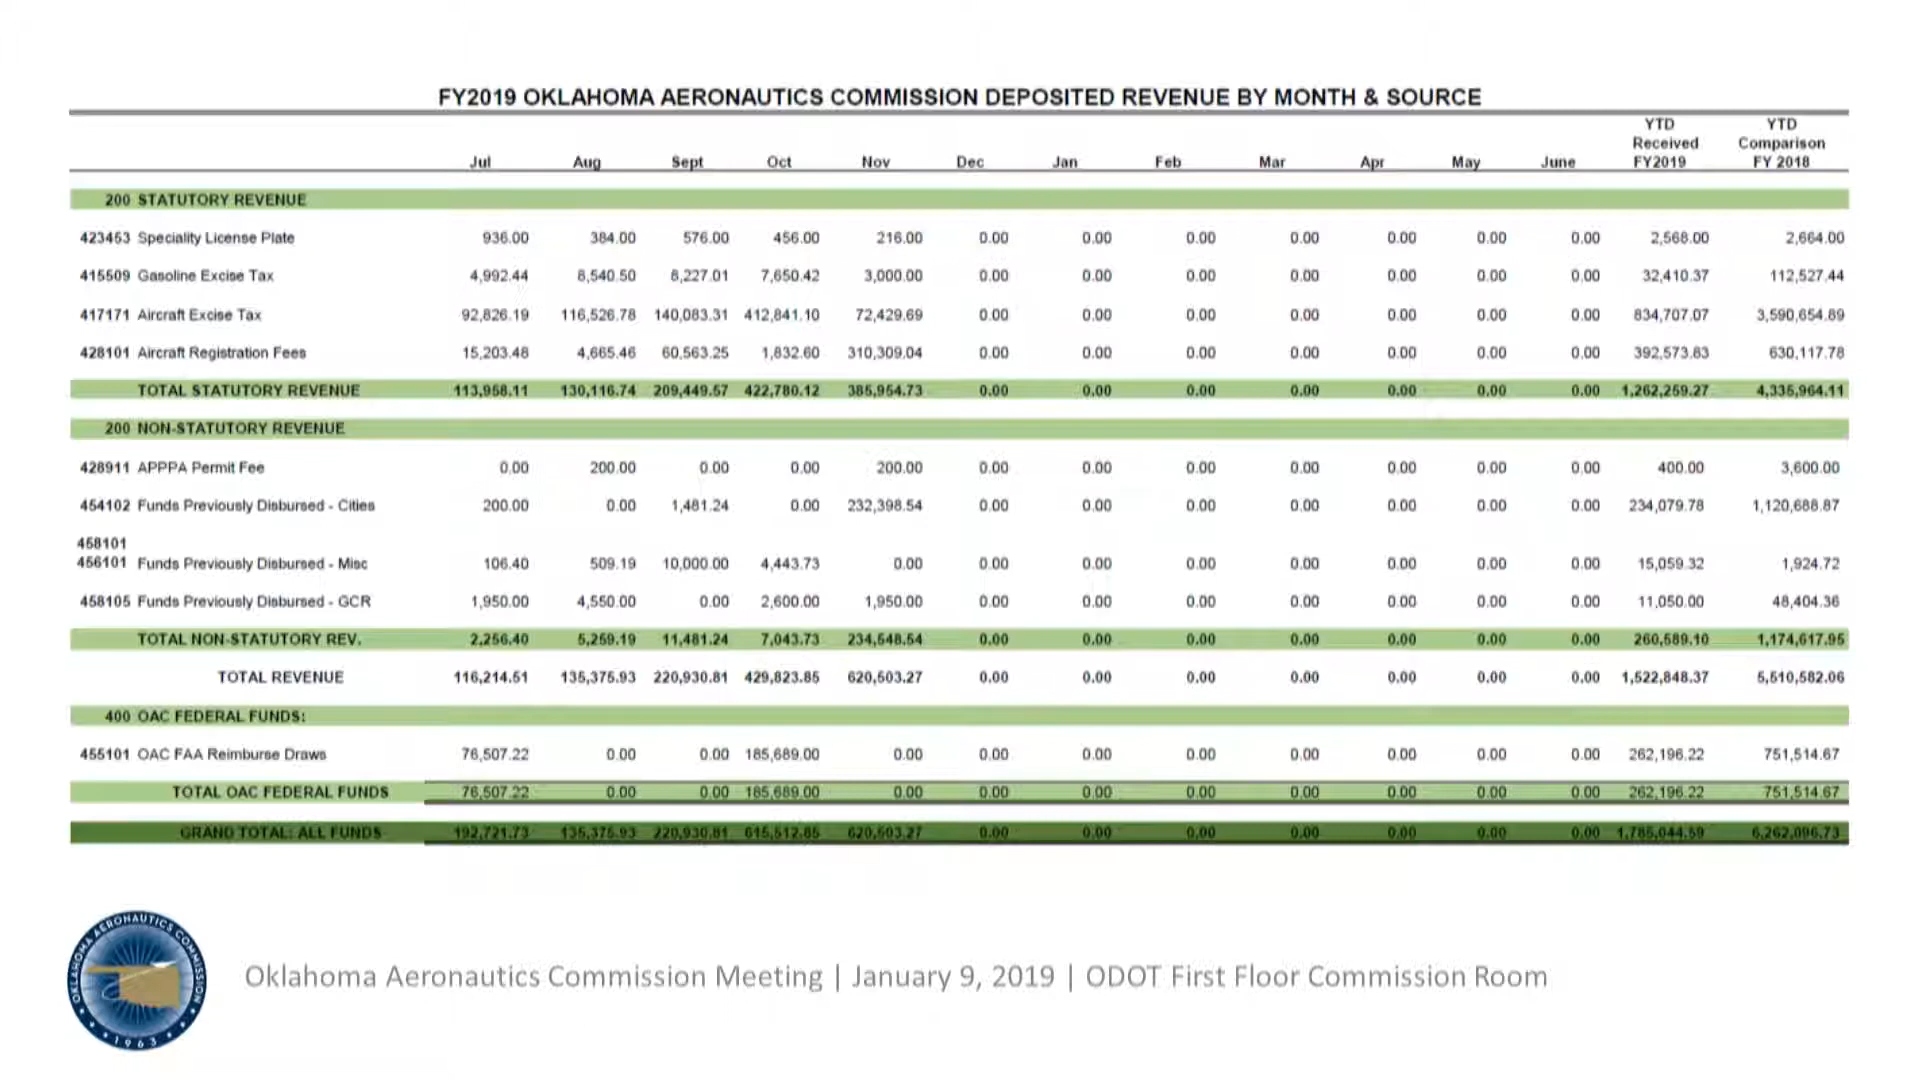 FY2019 OKLAHOMA AERONAUTICS COMMISSION DEPOSITED REVENUE BY MONTH & SOURCE
YTD YTD
Received Comparison
Jul Aug Sept Oct Nov Dec Jan Feb Mar Apr May June FY2019 FY 2018
200 STATUTORY REVENUE
423453 Speciality License Plate 936.00 384.00 576.00 456.00 216.00 0.00 0.00 0.00 0.00 0.00 0.00 0.00 2,568.00 2,664.00
415509 Gasoline Excise Tax 4,992.44 8,540.50 8,227.01 7,650.42 3,000.00 0.00 0.00 0.00 0.00 0.00 0.00 0.00 32,410.37 112,527.44
417171 Aircraft Excise Tax 92,826.19 116,526.78 140,083.31 412,841.10 72,429.69 0.00 0.00 0.00 0.00 0.00 0.00 0.00 834,707.07 3,590,654.89
428101 Aircraft Registration Fees 15,203.48 4,665.46 60,563.25 1,832.60 310,309.04 0.00 0.00 0.00 0.00 0.00 0.00 0.00 392,573.83 630,117.78
TOTAL STATUTORY REVENUE 113,958.11 130,116.74 209,449.57 422,780.12 385,954.73 0.00 0.00 0.00 0.00 0.00 0.00 0.00 1,262,259.27 4,335,964.11
200 NON-STATUTORY REVENUE
428911 APPPA Permit Fee 0.00 200.00 0.00 0.00 200.00 0.00 0.00 0.00 0.00 0.00 0.00 0.00 400.00 3,600.00
454102 Funds Previously Disbursed - Cities 200.00 0.00 1,481.24 0.00 232,398.54 0.00 0.00 0.00 0.00 0.00 0.00 0.00 234,079.78 1,120,688.87
458101
456101 Funds Previously Disbursed - Misc 106.40 509.19 10,000.00 4,443.73 0.00 0.00 0.00 0.00 0.00 0.00 0.00 0.00 15,059.32 1,924.72
458105 Funds Previously Disbursed - GCR 1,950.00 4,550.00 0.00 2,600.00 1,950.00 0.00 0.00 0.00 0.00 0.00 0.00 0.00 11,050.00 48,404.36
TOTAL NON-STATUTORY REV. 2,256.40 5,259.19 11,481.24 7,043.73 234,548.54 0.00 0.00 0.00 0.00 0.00 0.00 0.00 260,589.10 1,174,617.95
TOTAL REVENUE 116,214.51 135,375.93 220,930.81 429,823.85 620,503.27 0.00 0.00 0.00 0.00 0.00 0.00 0.00 1,522,848.37 5,510,582.06
400 OAC FEDERAL FUNDS:
455101 OAC FAA Reimburse Draws 76,507.22 0.00 0.00 185,689.00 0.00 0.00 0.00 0.00 0.00 0.00 0.00 0.00 262,196.22 751,514.67
TOTAL OAC FEDERAL FUNDS 76,507.22 0.00 0.00 185,689.00 0.00 0.00 0.00 0.00 0.00 0.00 0.00 0.00 262,196.22 751,514.67
GRAND TOTAL: ALL FUNDS 192,721.73 135,375.93 220,930.81 615,512.85 620,503.27 0.00 0.00 0.00 0.00 0.00 0.00 0.00 1,785,044.59 6,262,096.73
OKLAHOMA AERONAUTICS COMMISSION
1963
Oklahoma Aeronautics Commission Meeting | January 9, 2019 | ODOT First Floor Commission Room